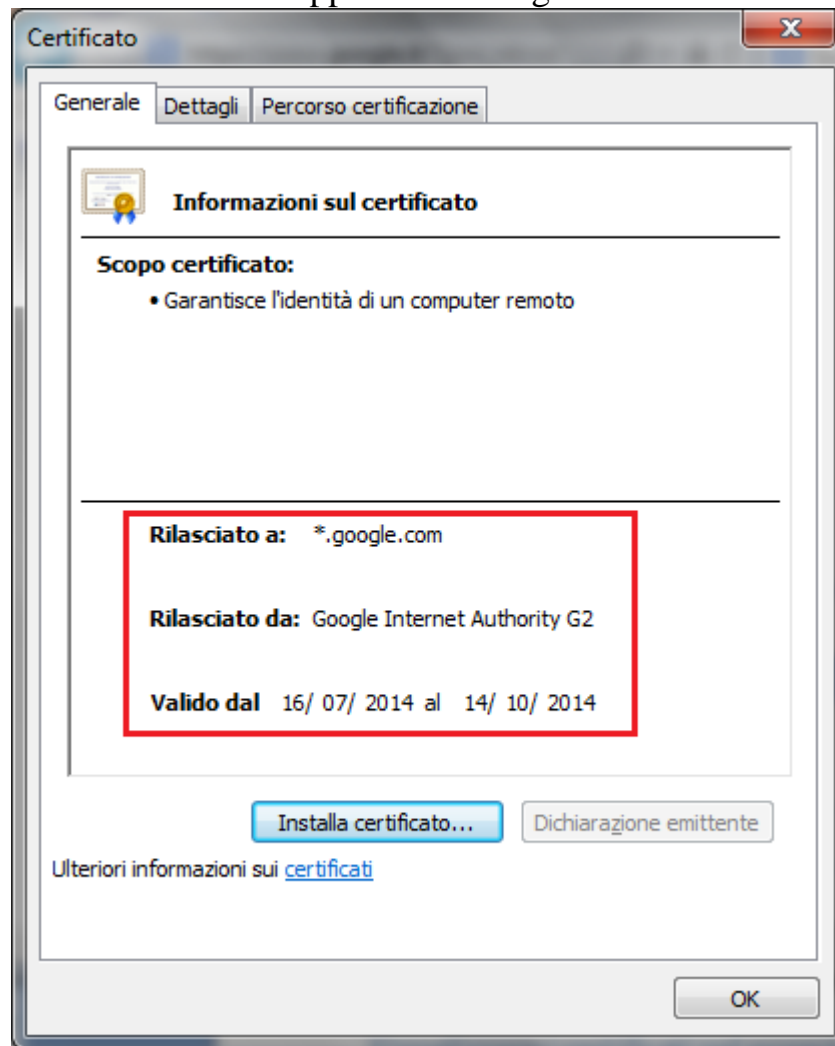 Certificato
Generale Dettagli Percorso certificazione
Informazioni sul certificato
Scopo certificato:
• Garantisce l'identità di un computer remoto
Rilasciato a: *.google.com
Rilasciato da: Google Internet Authority G2
Valido dal 16/ 07/ 2014 al 14/ 10/ 2014
Installa certificato... Dichiarazione emittente
Ulteriori informazioni sui certificati
OK